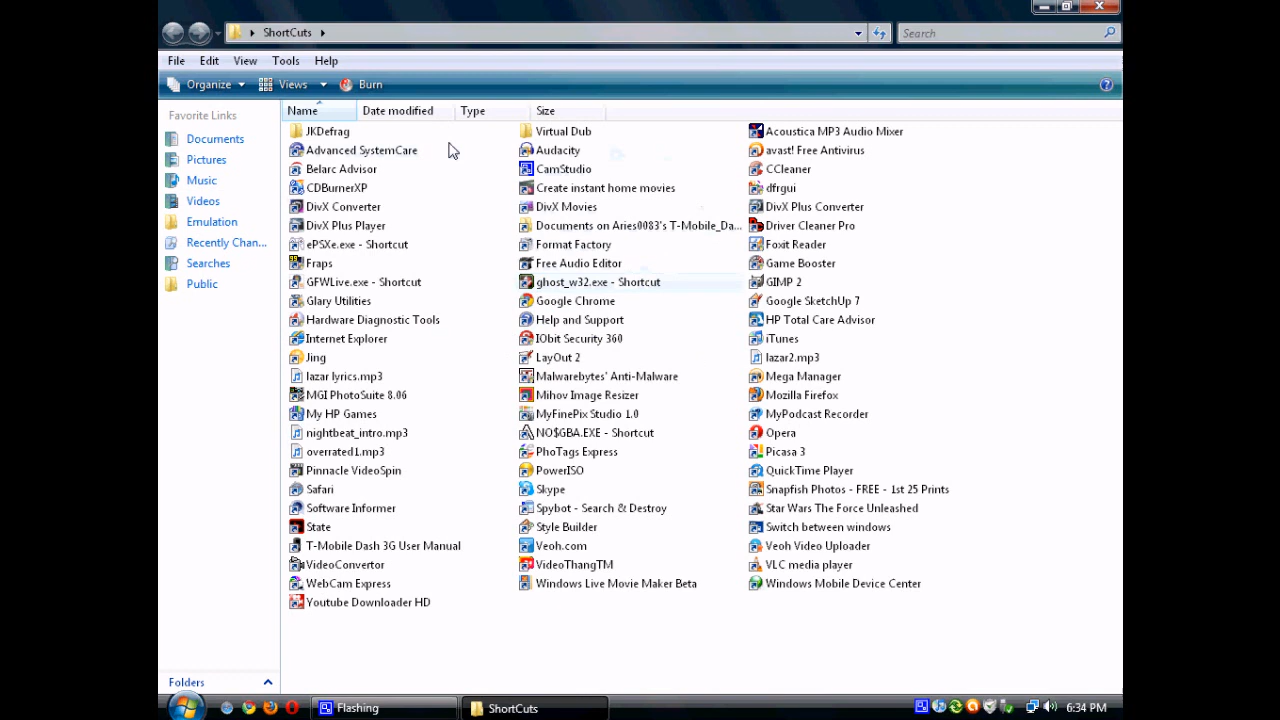 ShortCuts
Search
File Edit View Tools Help
Organize Views Burn
Favorite Links
Documents
Pictures
Music
Videos
Emulation
Recently Chan...
Searches
Public
Folders
Name Date modified Type Size
JKDefrag Virtual Dub Acoustica MP3 Audio Mixer
Advanced SystemCare Audacity avast! Free Antivirus
Belarc Advisor CamStudio CCleaner
CDBurnerXP Create instant home movies dfrgui
DivX Converter DivX Movies DivX Plus Converter
DivX Plus Player Documents on Aries0083's T-Mobile_Da... Driver Cleaner Pro
ePSXe.exe - Shortcut Format Factory Foxit Reader
Fraps Free Audio Editor Game Booster
GFWLive.exe - Shortcut ghost_w32.exe - Shortcut GIMP 2
Glary Utilities Google Chrome Google SketchUp 7
Hardware Diagnostic Tools Help and Support HP Total Care Advisor
Internet Explorer IObit Security 360 iTunes
Jing LayOut 2 lazar2.mp3
lazar lyrics.mp3 Malwarebytes' Anti-Malware Mega Manager
MGI PhotoSuite 8.06 Mihov Image Resizer Mozilla Firefox
My HP Games MyFinePix Studio 1.0 MyPodcast Recorder
nightbeat_intro.mp3 NO$GBA.EXE - Shortcut Opera
overrated1.mp3 PhoTags Express Picasa 3
Pinnacle VideoSpin PowerISO QuickTime Player
Safari Skype Snapfish Photos - FREE - 1st 25 Prints
Software Informer Spybot - Search & Destroy Star Wars The Force Unleashed
State Style Builder Switch between windows
T-Mobile Dash 3G User Manual Veoh.com Veoh Video Uploader
VideoConvertor VideoThangTM VLC media player
WebCam Express Windows Live Movie Maker Beta Windows Mobile Device Center
Youtube Downloader HD
Flashing ShortCuts 6:34 PM